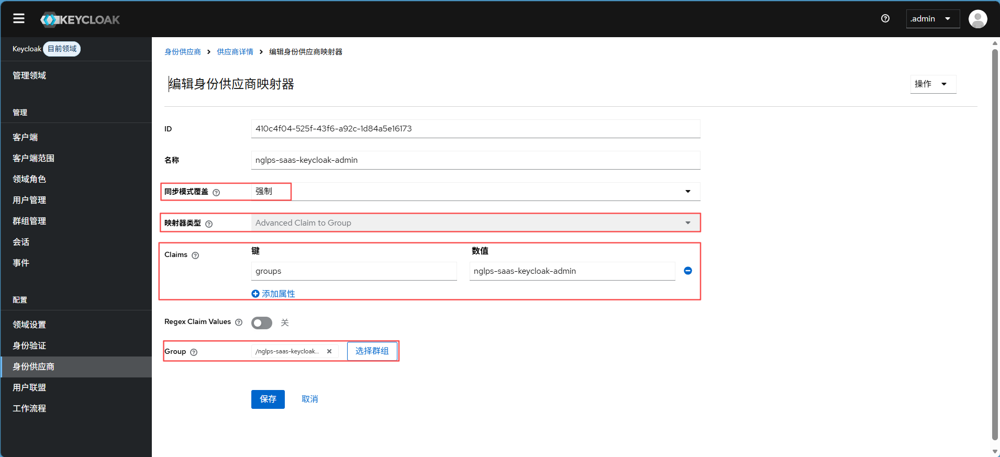 KEYCLOAK
.admin
Keycloak 目前领域
管理领域
管理
客户端
客户端范围
领域角色
用户管理
群组管理
会话
事件
配置
领域设置
身份验证
身份供应商
用户联盟
工作流程
身份供应商 > 供应商详情 > 编辑身份供应商映射器
编辑身份供应商映射器
操作
ID 410c4f04-525f-43f6-a92c-1d84a5e16173
名称 nglps-saas-keycloak-admin
同步模式覆盖 强制
映射器类型 Advanced Claim to Group
Claims 键 数值
groups nglps-saas-keycloak-admin
添加属性
Regex Claim Values 关
Group /nglps-saas-keycloak... 选择群组
保存 取消